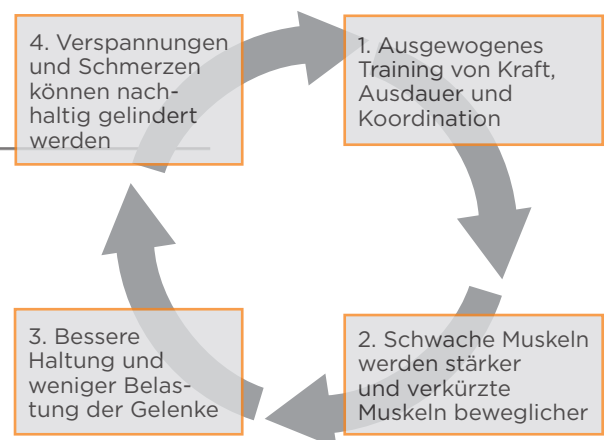 1. Ausgewogenes
Training von Kraft,
Ausdauer und
Koordination
2. Schwache Muskeln
werden stärker
und verkürzte
Muskeln beweglicher
3. Bessere
Haltung und
weniger Belas-
tung der Gelenke
4. Verspannungen
und Schmerzen
können nach-
haltig gelindert
werden